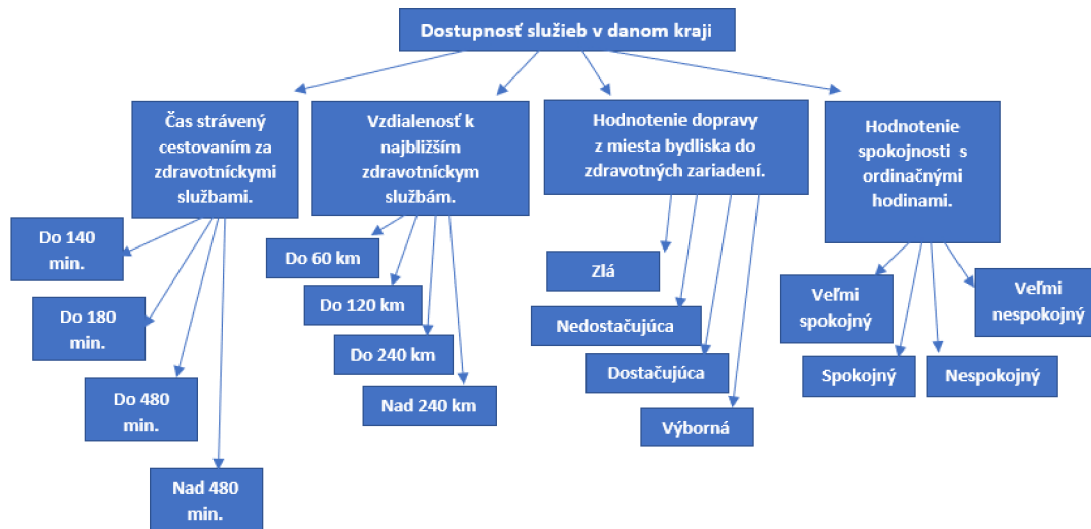 Dostupnosť služieb v danom kraji
Čas strávený
cestovaním za
zdravotníckymi
službami.
Vzdialenosť k
najbližším
zdravotníckym
službám.
Hodnotenie dopravy
z miesta bydliska do
zdravotných zariadení.
Hodnotenie
spokojnosti s
ordinačnými
hodinami.
Do 140
min.
Do 180
min.
Do 480
min.
Nad 480
min.
Do 60 km
Do 120 km
Do 240 km
Nad 240 km
Zlá
Nedostačujúca
Dostačujúca
Výborná
Veľmi
spokojný
Spokojný
Nespokojný
Veľmi
nespokojný